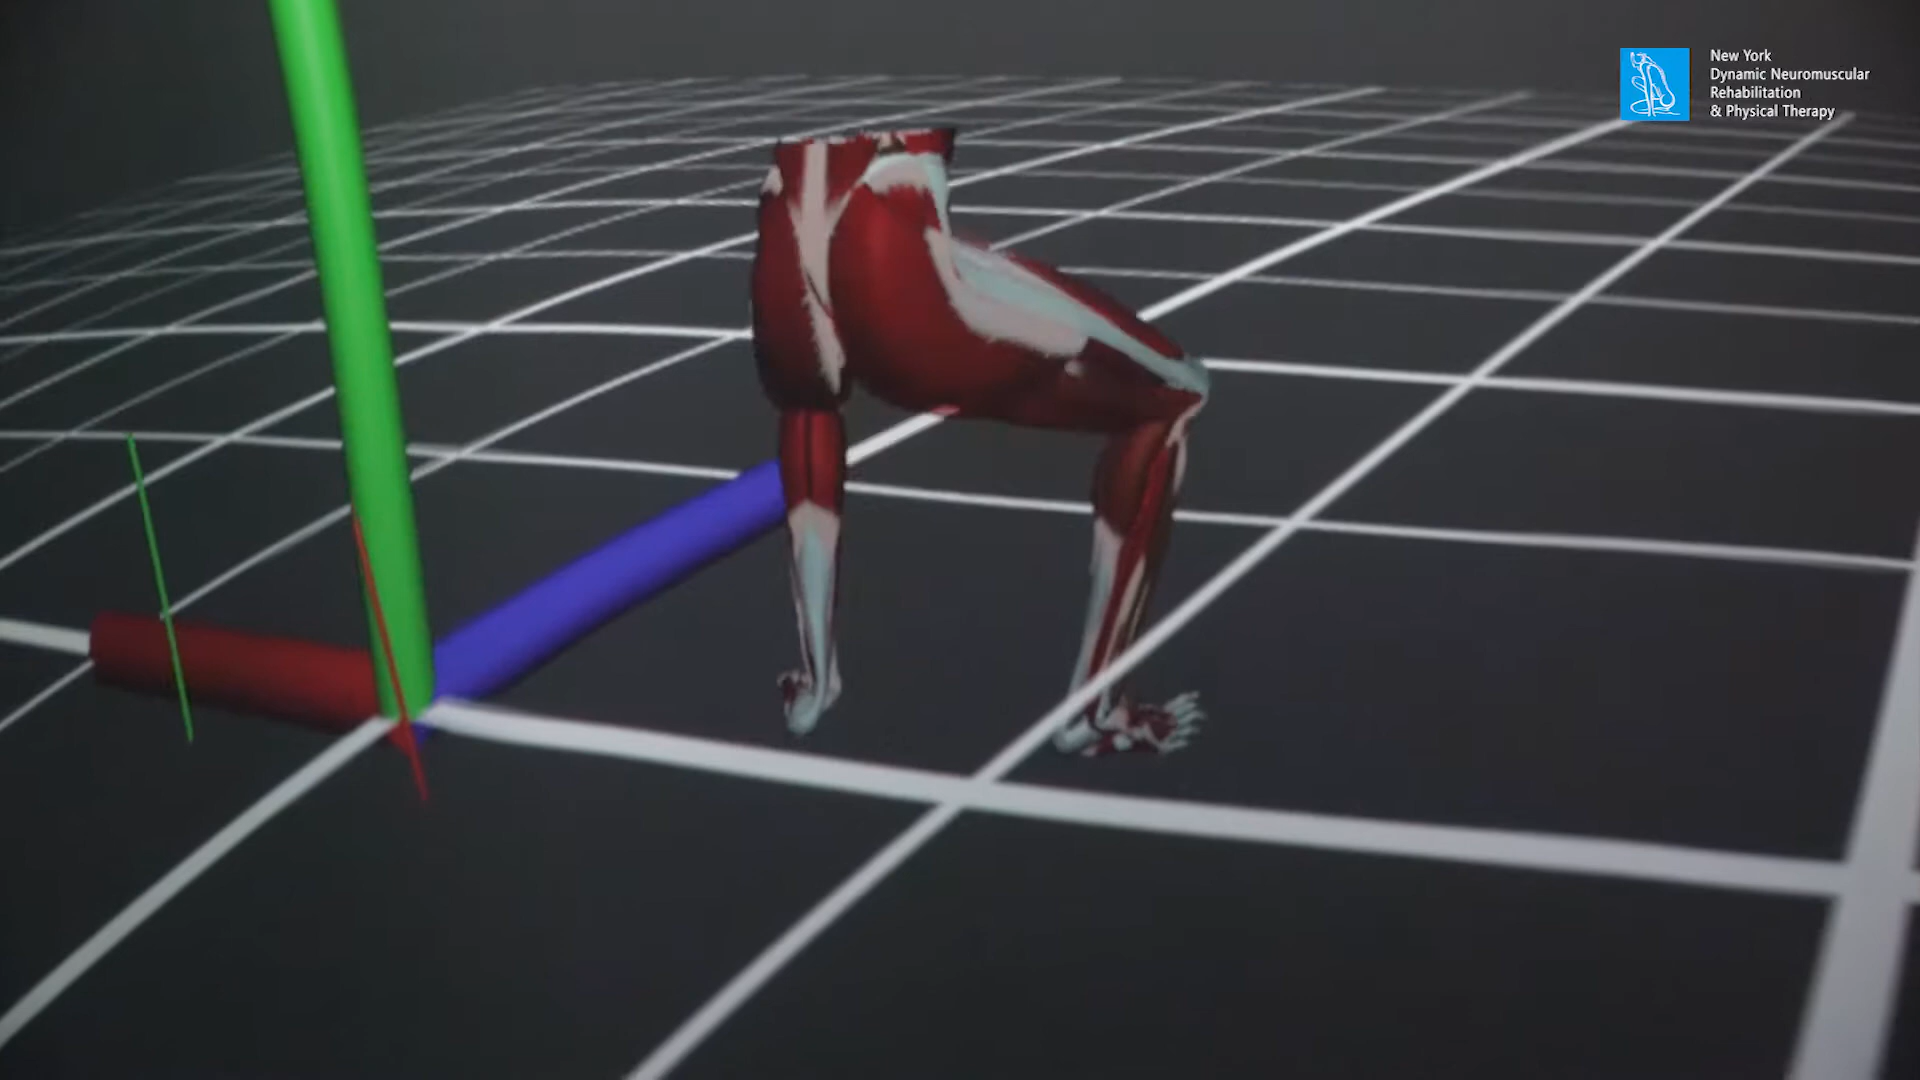 New York
Dynamic Neuromuscular
Rehabilitation
& Physical Therapy